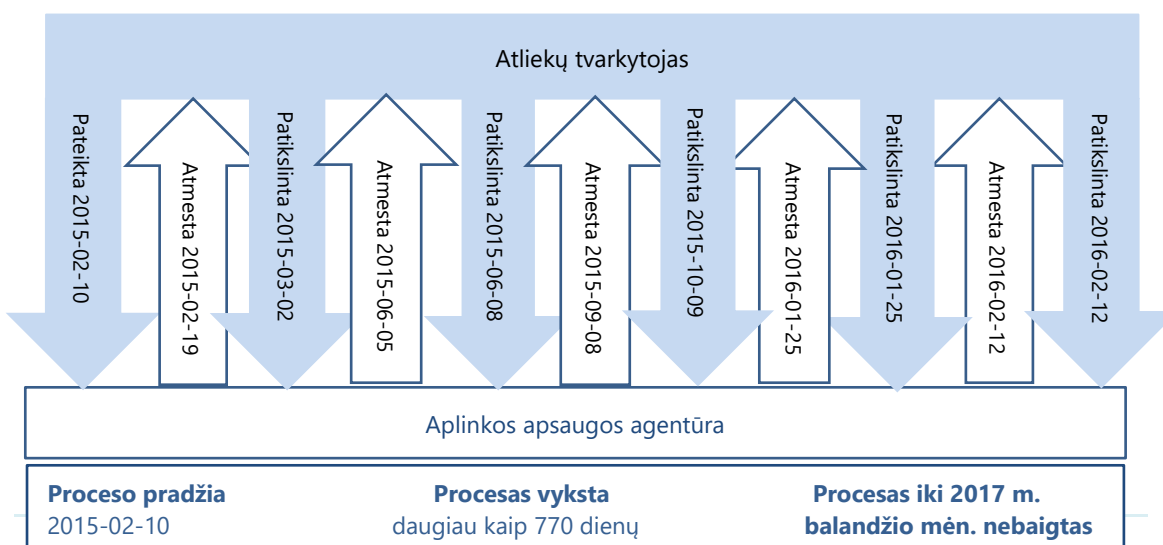 Atliekų tvarkytojas
Pateikta 2015-02-10
Atmesta 2015-02-19
Patikslinta 2015-03-02
Atmesta 2015-06-05
Patikslinta 2015-06-08
Atmesta 2015-09-08
Patikslinta 2015-10-09
Atmesta 2016-01-25
Patikslinta 2016-01-25
Atmesta 2016-02-12
Patikslinta 2016-02-12
Aplinkos apsaugos agentūra
Proceso pradžia
2015-02-10
Procesas vyksta
daugiau kaip 770 dienų
Procesas iki 2017 m.
balandžio mėn. nebaigtas